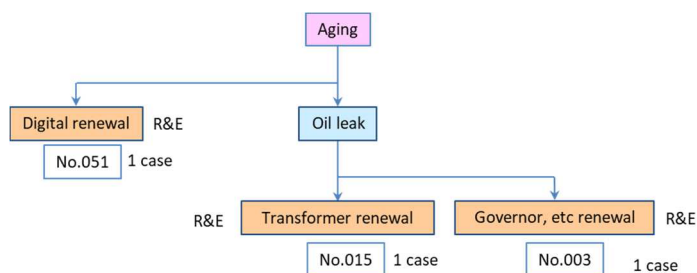 Aging
Digital renewal R&E
Oil leak
No.051 1 case
R&E Transformer renewal
Governor, etc renewal R&E
No.015 1 case
No.003 1 case